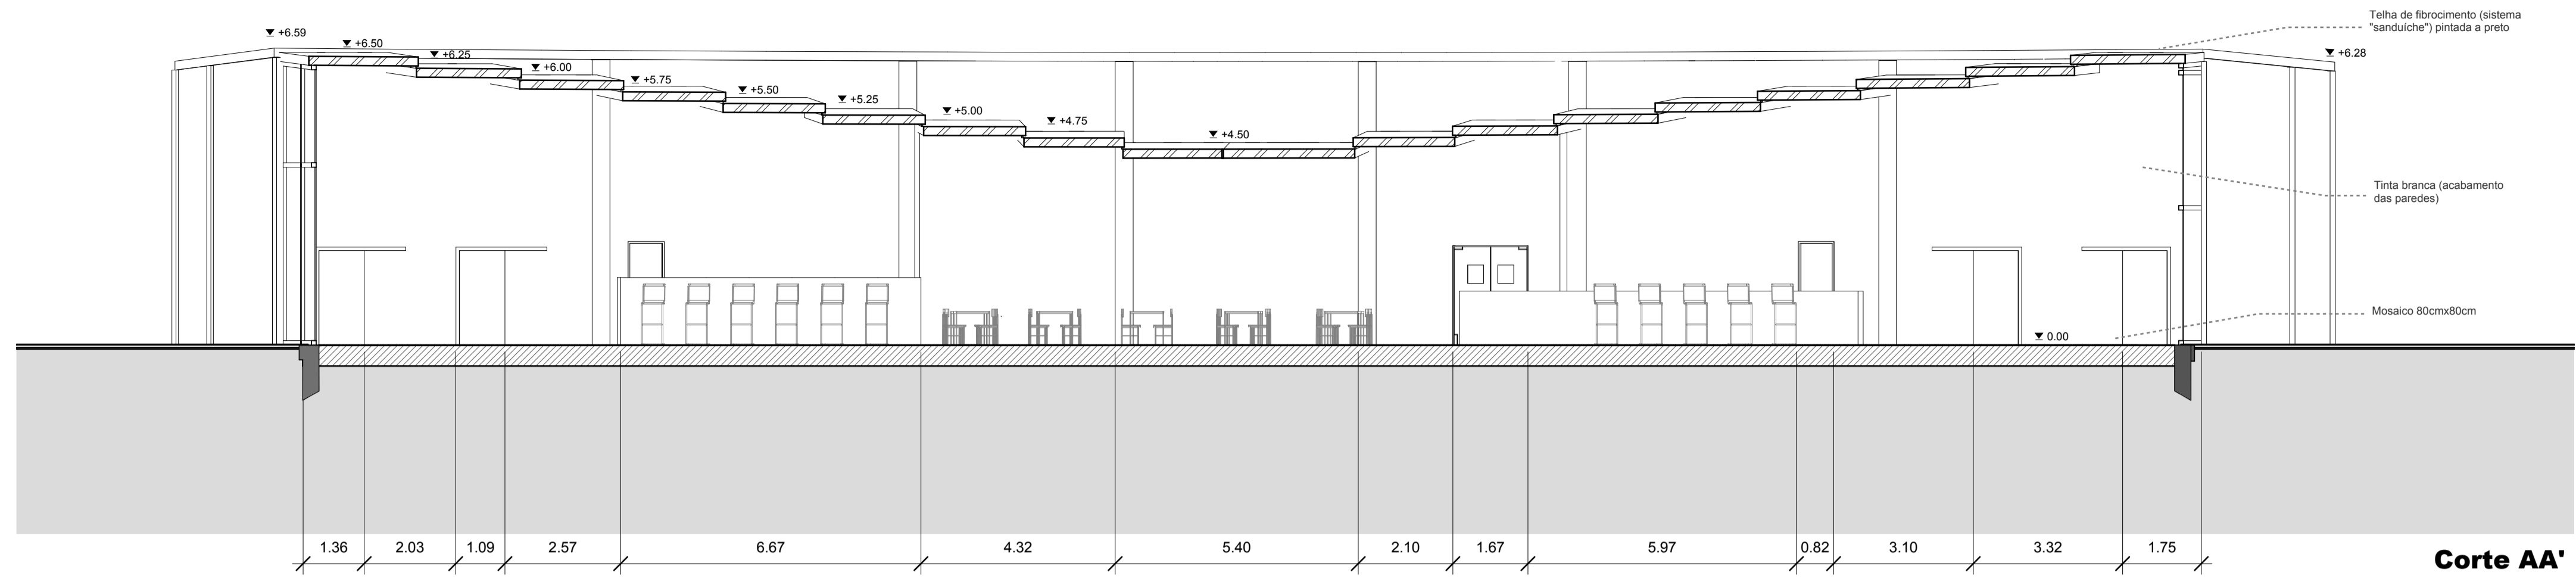 Telha de fibrocimento (sistema
"sanduíche") pintada a preto
+6.59
+6.50
+6.28
+6.25
+6.00
+5.75
+5.50
+5.25
+5.00
+4.75
+4.50
Tinta branca (acabamento
das paredes)
Mosaico 80cmx80cm
0.00
1.36 2.03 1.09 2.57 6.67 4.32 5.40 2.10 1.67 5.97 0.82 3.10 3.32 1.75
Corte AA'